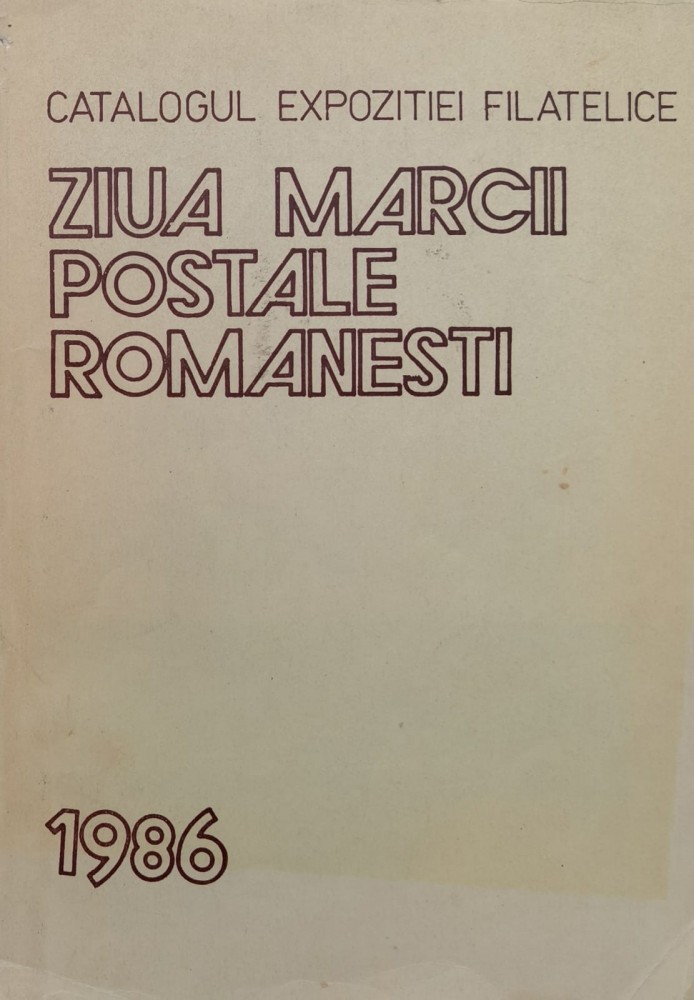 CATALOGUL EXPOZITIEI FILATELICE
ZIUA MARCII
POSTALE
ROMANESTI
1986